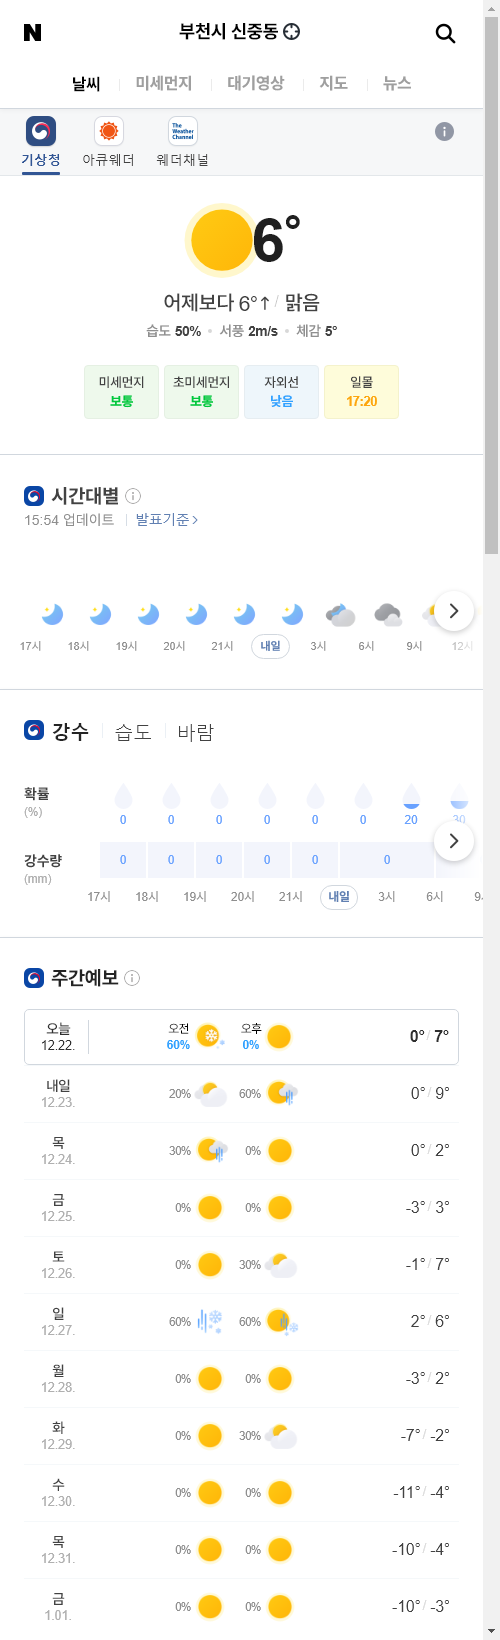 N 부천시 신중동
날씨 미세먼지 대기영상 지도 뉴스
The Weather Channel
기상청 아큐웨더 웨더채널
6°
어제보다 6°↑ / 맑음
습도 50% • 서풍 2m/s • 체감 5°
미세먼지 초미세먼지 자외선 일몰
보통 보통 낮음 17:20
시간대별
15:54 업데이트 발표기준 >
17시 18시 19시 20시 21시 내일 3시 6시 9시 12시
강수 습도 바람
확률
(%)
0 0 0 0 0 0 20 30
강수량
(mm)
0 0 0 0 0 0
17시 18시 19시 20시 21시 내일 3시 6시
주간예보
오늘 12.22. 오전 60% 오후 0% 0° / 7°
내일 12.23. 20% 60% 0° / 9°
목 12.24. 30% 0% 0° / 2°
금 12.25. 0% 0% -3° / 3°
토 12.26. 0% 30% -1° / 7°
일 12.27. 60% 60% 2° / 6°
월 12.28. 0% 0% -3° / 2°
화 12.29. 0% 30% -7° / -2°
수 12.30. 0% 0% -11° / -4°
목 12.31. 0% 0% -10° / -4°
금 1.01. 0% 0% -10° / -3°